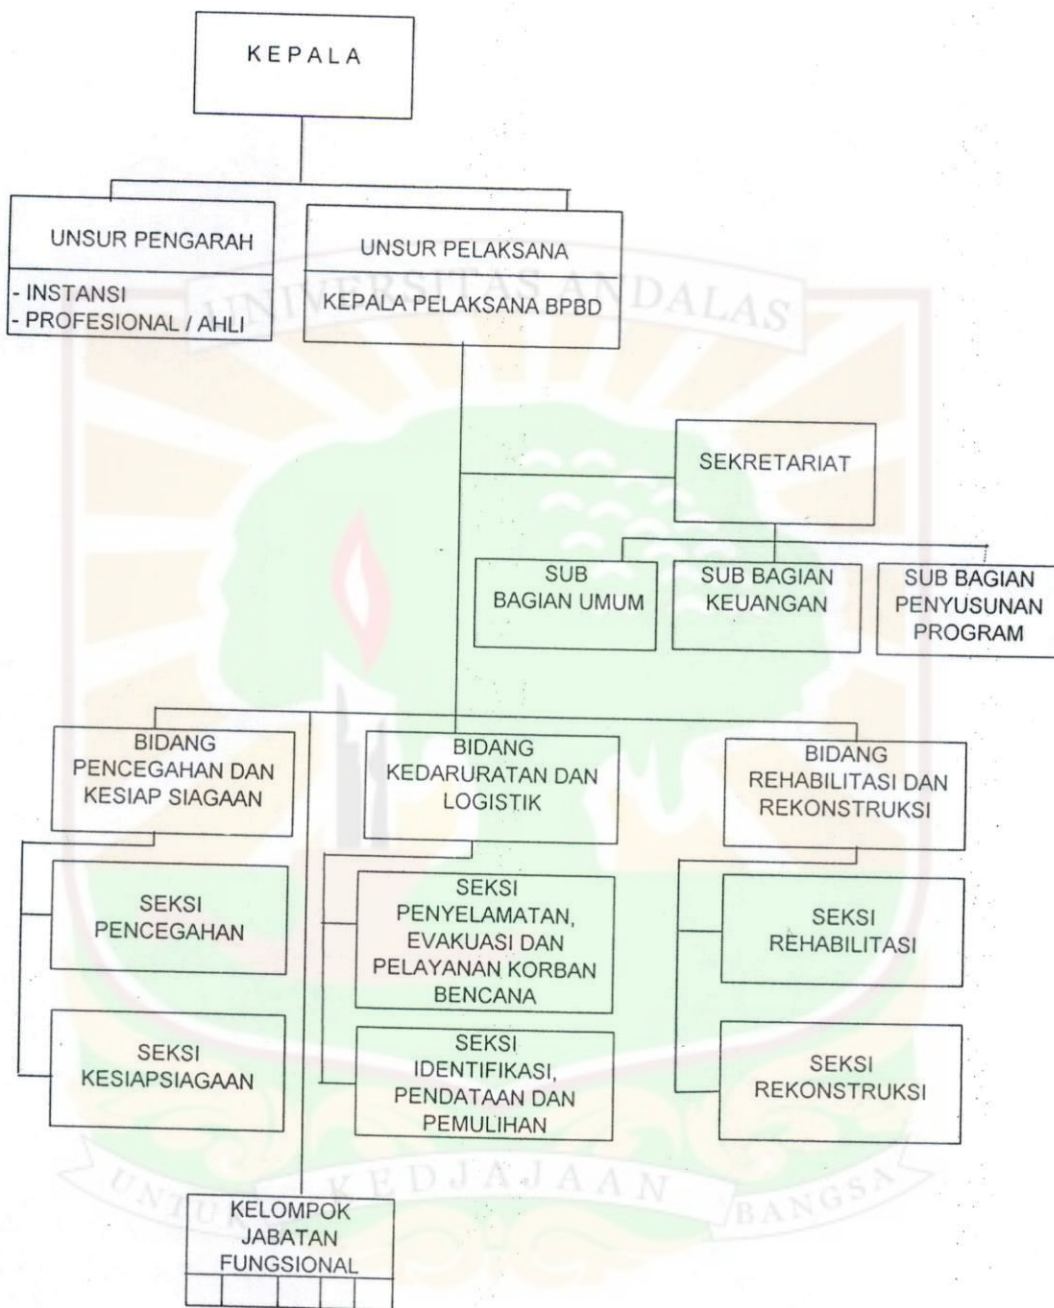 KEPALA
UNSUR PENGARAH
- INSTANSI
- PROFESIONAL / AHLI
UNSUR PELAKSANA
KEPALA PELAKSANA BPBD
UNIVERSITAS ANDALAS
SEKRETARIAT
SUB
BAGIAN UMUM
SUB BAGIAN
KEUANGAN
SUB BAGIAN
PENYUSUNAN
PROGRAM
BIDANG
PENCEGAHAN DAN
KESIAP SIAGAAN
BIDANG
KEDARURATAN DAN
LOGISTIK
BIDANG
REHABILITASI DAN
REKONSTRUKSI
SEKSI
PENCEGAHAN
SEKSI
PENYELAMATAN,
EVAKUASI DAN
PELAYANAN KORBAN
BENCANA
SEKSI
REHABILITASI
SEKSI
KESIAPSIAGAAN
SEKSI
IDENTIFIKASI,
PENDATAAN DAN
PEMULIHAN
SEKSI
REKONSTRUKSI
UNTUK KEDJAJAAN BANGSA
KELOMPOK
JABATAN
FUNGSIONAL